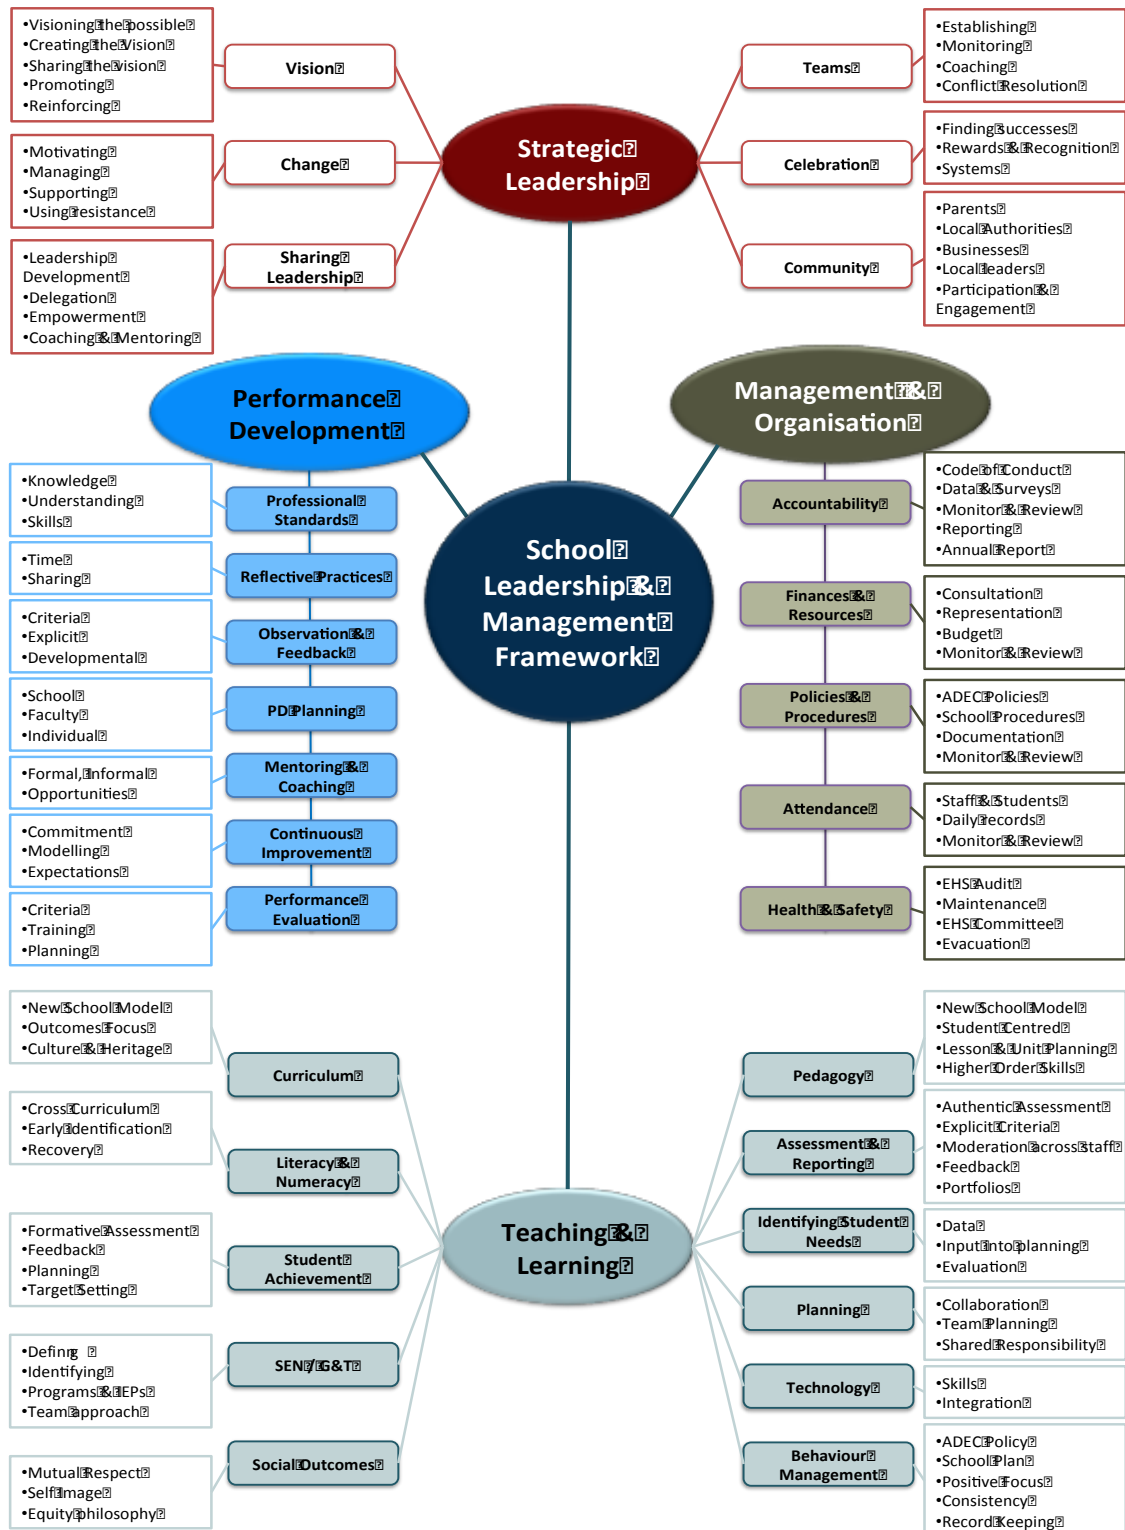 •Visioning the possible
•Creating the Vision
•Sharing the vision
•Promoting
•Reinforcing
Vision
•Motivating
•Managing
•Supporting
•Using resistance
Change
•Leadership
Development
•Delegation
•Empowerment
•Coaching & Mentoring
Sharing
Leadership
Strategic
Leadership
Teams
•Establishing
•Monitoring
•Coaching
•Conflict Resolution
Celebration
•Finding successes
•Rewards & Recognition
•Systems
Community
•Parents
•Local Authorities
•Businesses
•Local leaders
•Participation &
Engagement
Performance
Development
•Knowledge
•Understanding
•Skills
Professional
Standards
•Time
•Sharing
Reflective Practices
•Criteria
•Explicit
•Developmental
Observation &
Feedback
•School
•Faculty
•Individual
PD Planning
•Formal, Informal
•Opportunities
Mentoring &
Coaching
•Commitment
•Modelling
•Expectations
Continuous
Improvement
•Criteria
•Training
•Planning
Performance
Evaluation
School
Leadership &
Management
Framework
Management &
Organisation
Accountability
•Code of Conduct
•Data & Surveys
•Monitor & Review
•Reporting
•Annual Report
Finances &
Resources
•Consultation
•Representation
•Budget
•Monitor & Review
Policies &
Procedures
•ADEC Policies
•School Procedures
•Documentation
•Monitor & Review
Attendance
•Staff & Students
•Daily records
•Monitor & Review
Health & Safety
•EHS Audit
•Maintenance
•EHS Committee
•Evacuation
•New School Model
•Outcomes Focus
•Culture & Heritage
Curriculum
•Cross Curriculum
•Early Identification
•Recovery
Literacy &
Numeracy
•Formative Assessment
•Feedback
•Planning
•Target Setting
Student
Achievement
•Defining
•Identifying
•Programs & IEPs
•Team approach
SEN / G&T
•Mutual Respect
•Self Image
•Equity philosophy
Social Outcomes
Teaching &
Learning
Pedagogy
•New School Model
•Student Centred
•Lesson & Unit Planning
•Higher Order Skills
Assessment &
Reporting
•Authentic Assessment
•Explicit Criteria
•Moderation across staff
•Feedback
•Portfolios
Identifying Student
Needs
•Data
•Input into planning
•Evaluation
Planning
•Collaboration
•Team Planning
•Shared Responsibility
Technology
•Skills
•Integration
Behaviour
Management
•ADEC Policy
•School Plan
•Positive Focus
•Consistency
•Record Keeping